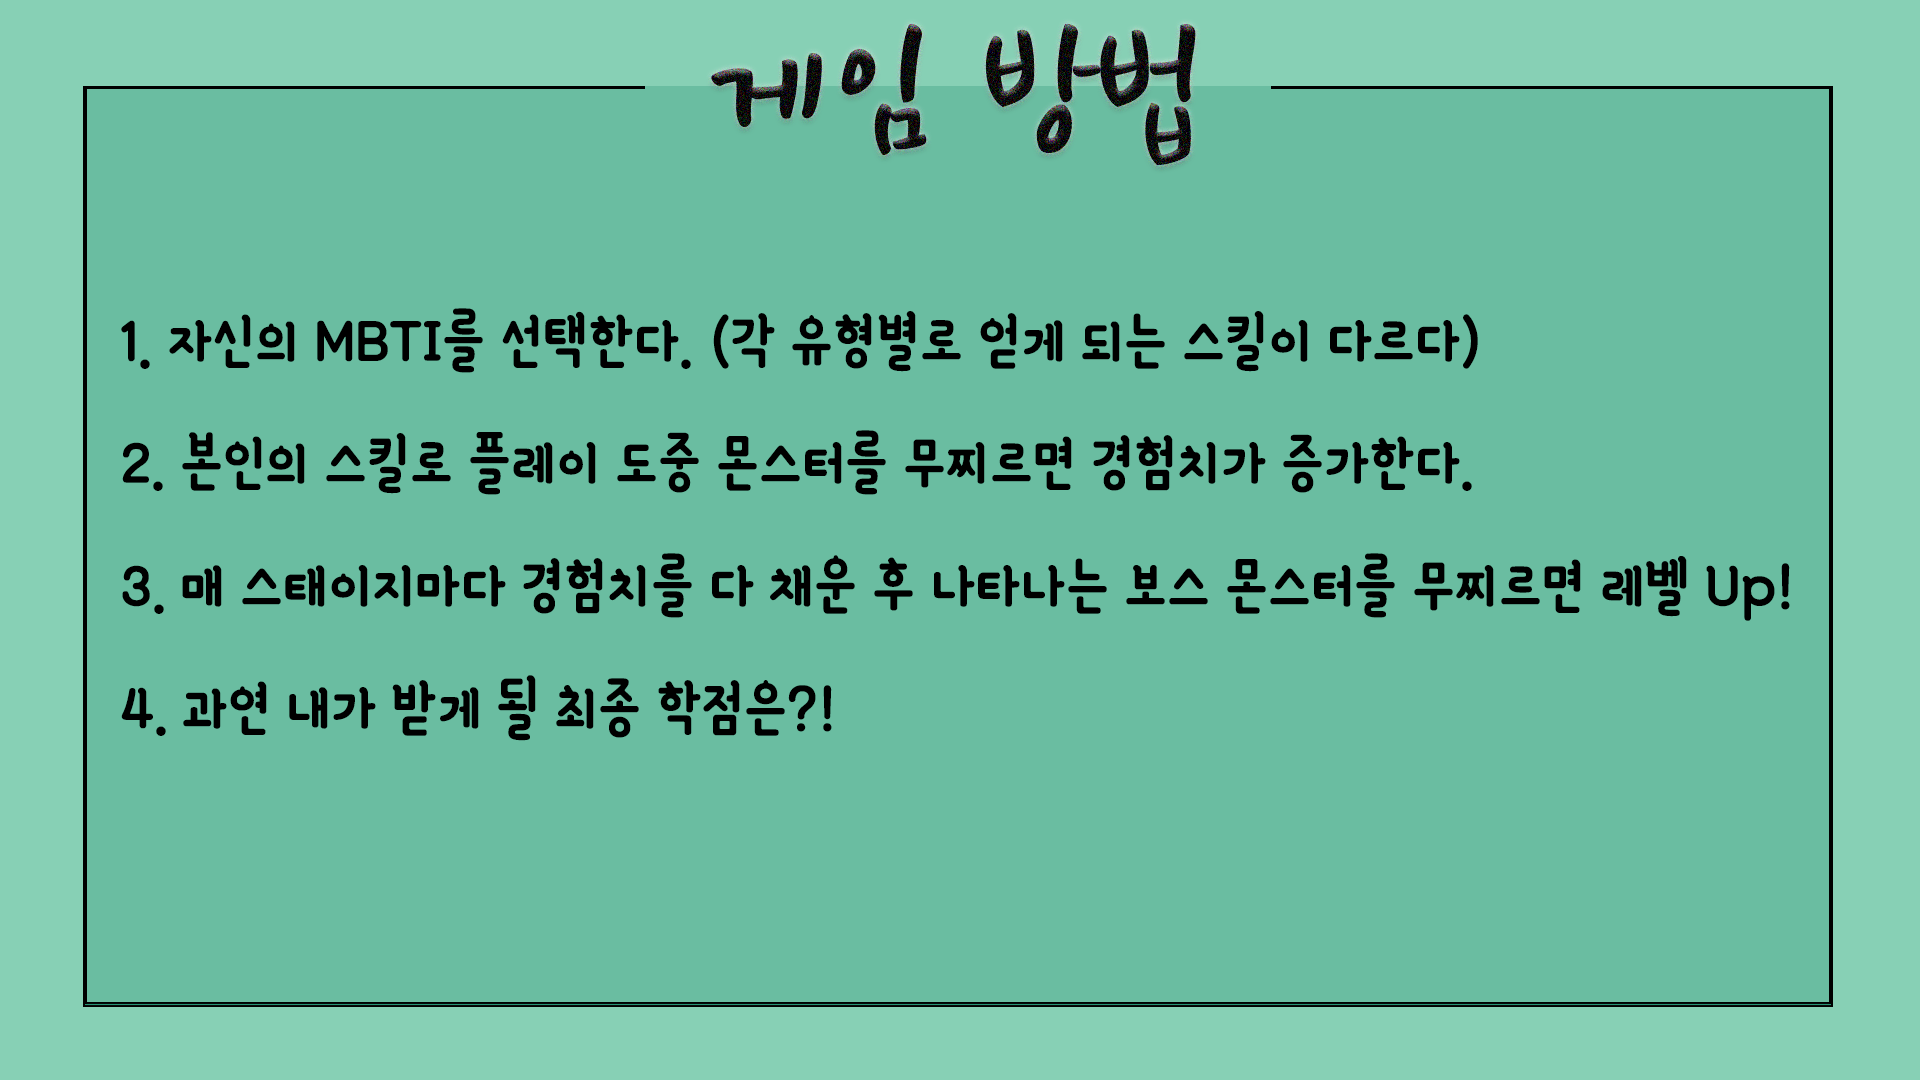 게임 방법
1. 자신의 MBTI를 선택한다. (각 유형별로 얻게 되는 스킬이 다르다)
2. 본인의 스킬로 플레이 도중 몬스터를 무찌르면 경험치가 증가한다.
3. 매 스태이지마다 경험치를 다 채운 후 나타나는 보스 몬스터를 무찌르면 레벨 Up!
4. 과연 내가 받게 될 최종 학점은?!